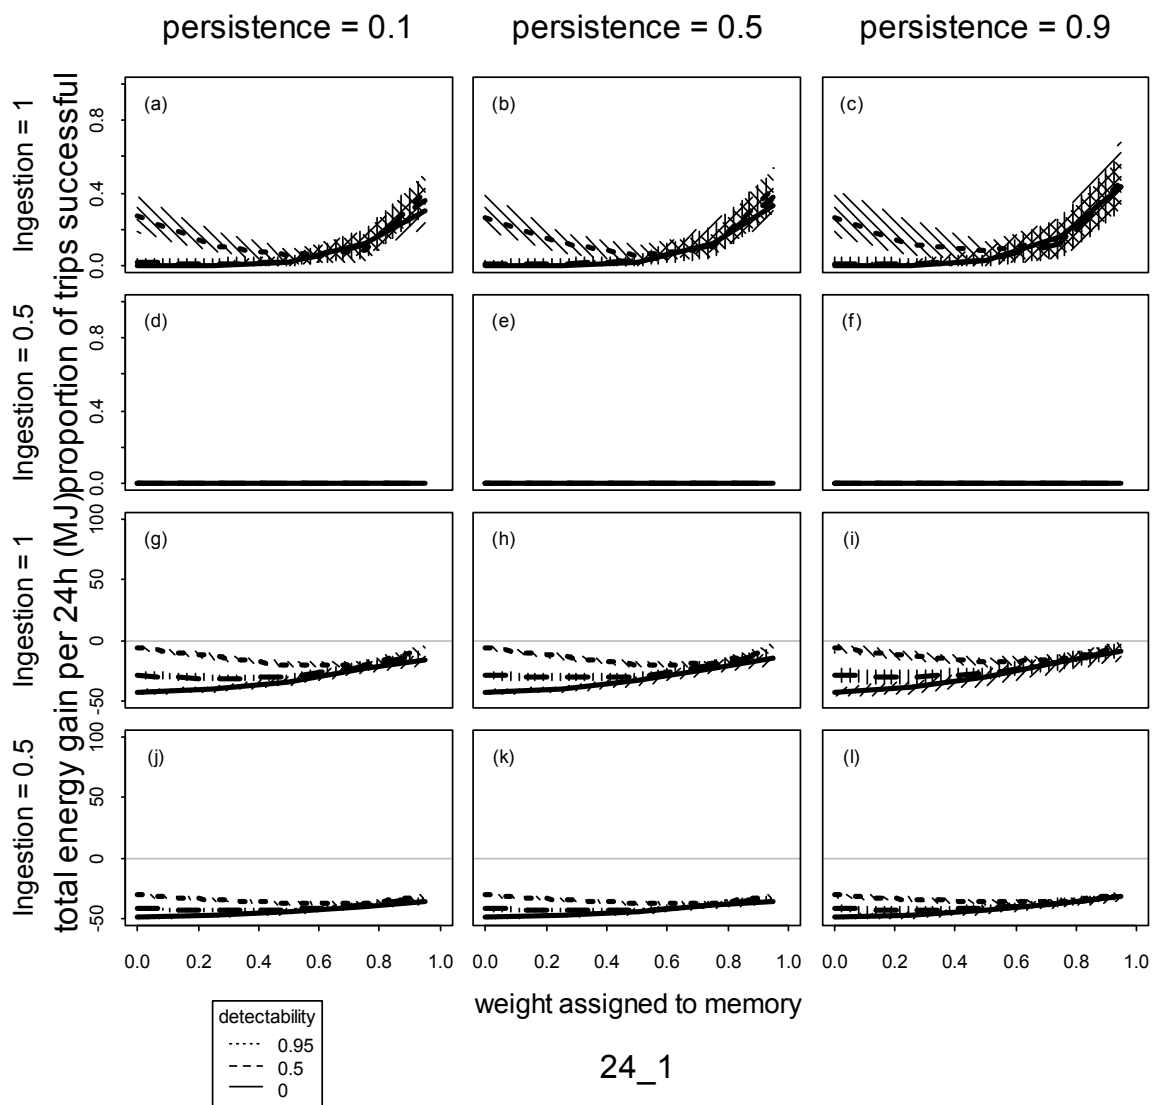 persistence = 0.1
persistence = 0.5
persistence = 0.9
Ingestion = 1
Ingestion = 0.5
Ingestion = 1
Ingestion = 0.5
proportion of trips successful
total energy gain per 24h (MJ)
(a)
(b)
(c)
0.8
0.4
0.0
(d)
(e)
(f)
0.8
0.4
0.0
(g)
(h)
(i)
100
50
0
-50
(j)
(k)
(l)
100
50
0
-50
0.0 0.2 0.4 0.6 0.8 1.0
0.0 0.2 0.4 0.6 0.8 1.0
0.0 0.2 0.4 0.6 0.8 1.0
weight assigned to memory
detectability
0.95
0.5
0
24_1